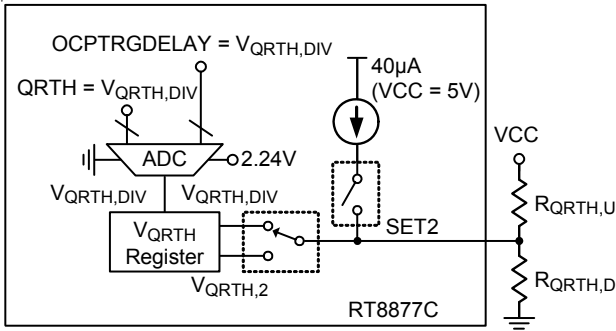 OCPTRGDELAY = VQRTH,DIV
QRTH = VQRTH,DIV
40µA
(VCC = 5V)
VCC
ADC
2.24V
VQRTH,DIV
VQRTH,DIV
RQRTH,U
VQRTH
Register
SET2
VQRTH,2
RQRTH,D
RT8877C